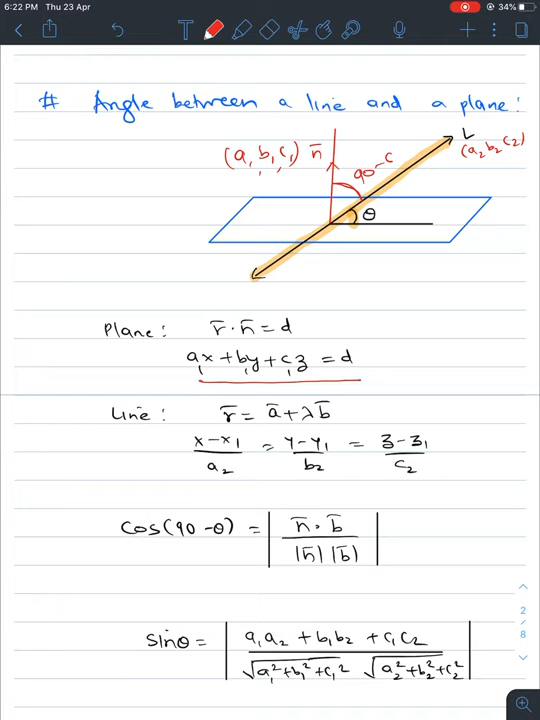 6:22 PM Thu 23 Apr 34%
# Angle between a line and a plane:
L
(a₁, b₁, c₁) n̄ (a₂ b₂ c₂)
90-
θ
Plane: r̄ · n̄ = d
a₁x + b₁y + c₁z = d
Line: r̄ = ā + λb̄
(x - x₁)/a₂ = (y - y₁)/b₂ = (z - z₁)/c₂
cos(90 - θ) = | n̄ · b̄ / |n̄| |b̄| |
2
/
8
sinθ = | (a₁a₂ + b₁b₂ + c₁c₂) / (√(a₁² + b₁² + c₁²) √(a₂² + b₂² + c₂²)) |